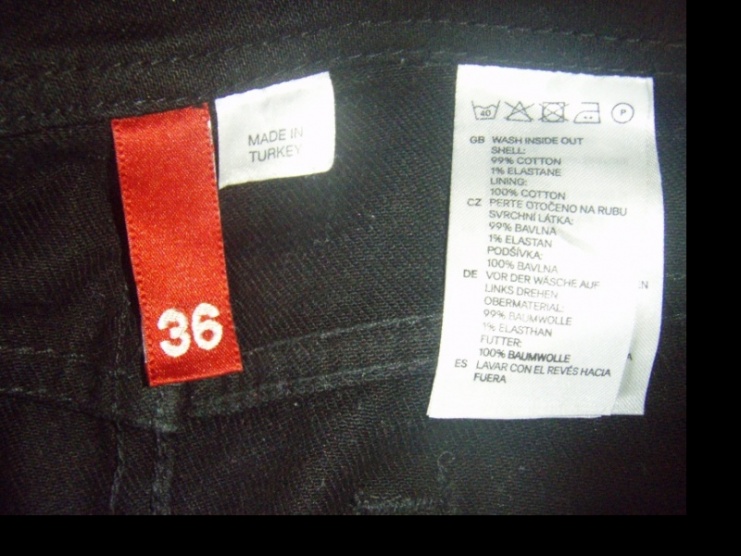 MADE IN
TURKEY
36
40
P
GB WASH INSIDE OUT
SHELL:
99% COTTON
1% ELASTANE
LINING:
100% COTTON
CZ PERTE OTOČENO NA RUBU
SVRCHNÍ LÁTKA:
99% BAVLNA
1% ELASTAN
PODŠÍVKA:
100% BAVLNA
DE VOR DER WÄSCHE AUF
LINKS DREHEN
OBERMATERIAL:
99% BAUMWOLLE
1% ELASTHAN
FUTTER:
100% BAUMWOLLE
ES LAVAR CON EL REVÉS HACIA
FUERA